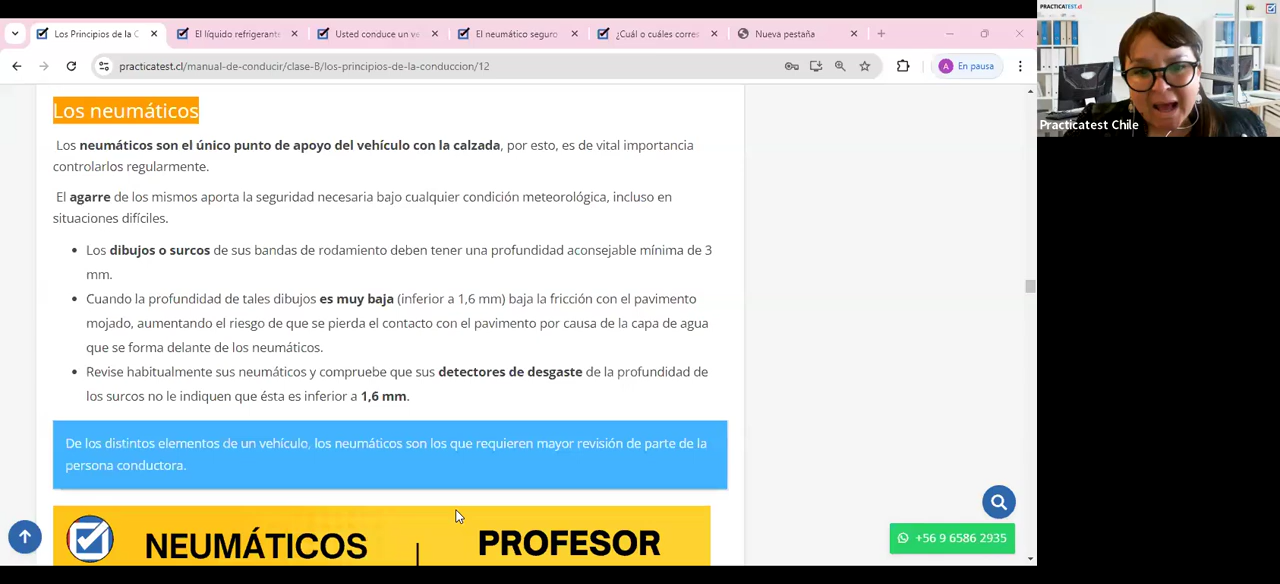 Los Principios de la C
El líquido refrigerante
Usted conduce un ve
El neumático seguro
¿Cuál o cuáles corres
Nueva pestaña
practicatest.cl/manual-de-conducir/clase-B/los-principios-de-la-conduccion/12
A En pausa
PRACTICATEST.cl
Practicatest Chile
Los neumáticos
Los neumáticos son el único punto de apoyo del vehículo con la calzada, por esto, es de vital importancia
controlarlos regularmente.
El agarre de los mismos aporta la seguridad necesaria bajo cualquier condición meteorológica, incluso en
situaciones difíciles.
• Los dibujos o surcos de sus bandas de rodamiento deben tener una profundidad aconsejable mínima de 3
mm.
• Cuando la profundidad de tales dibujos es muy baja (inferior a 1,6 mm) baja la fricción con el pavimento
mojado, aumentando el riesgo de que se pierda el contacto con el pavimento por causa de la capa de agua
que se forma delante de los neumáticos.
• Revise habitualmente sus neumáticos y compruebe que sus detectores de desgaste de la profundidad de
los surcos no le indiquen que ésta es inferior a 1,6 mm.
De los distintos elementos de un vehículo, los neumáticos son los que requieren mayor revisión de parte de la
persona conductora.
NEUMÁTICOS
PROFESOR
+56 9 6586 2935